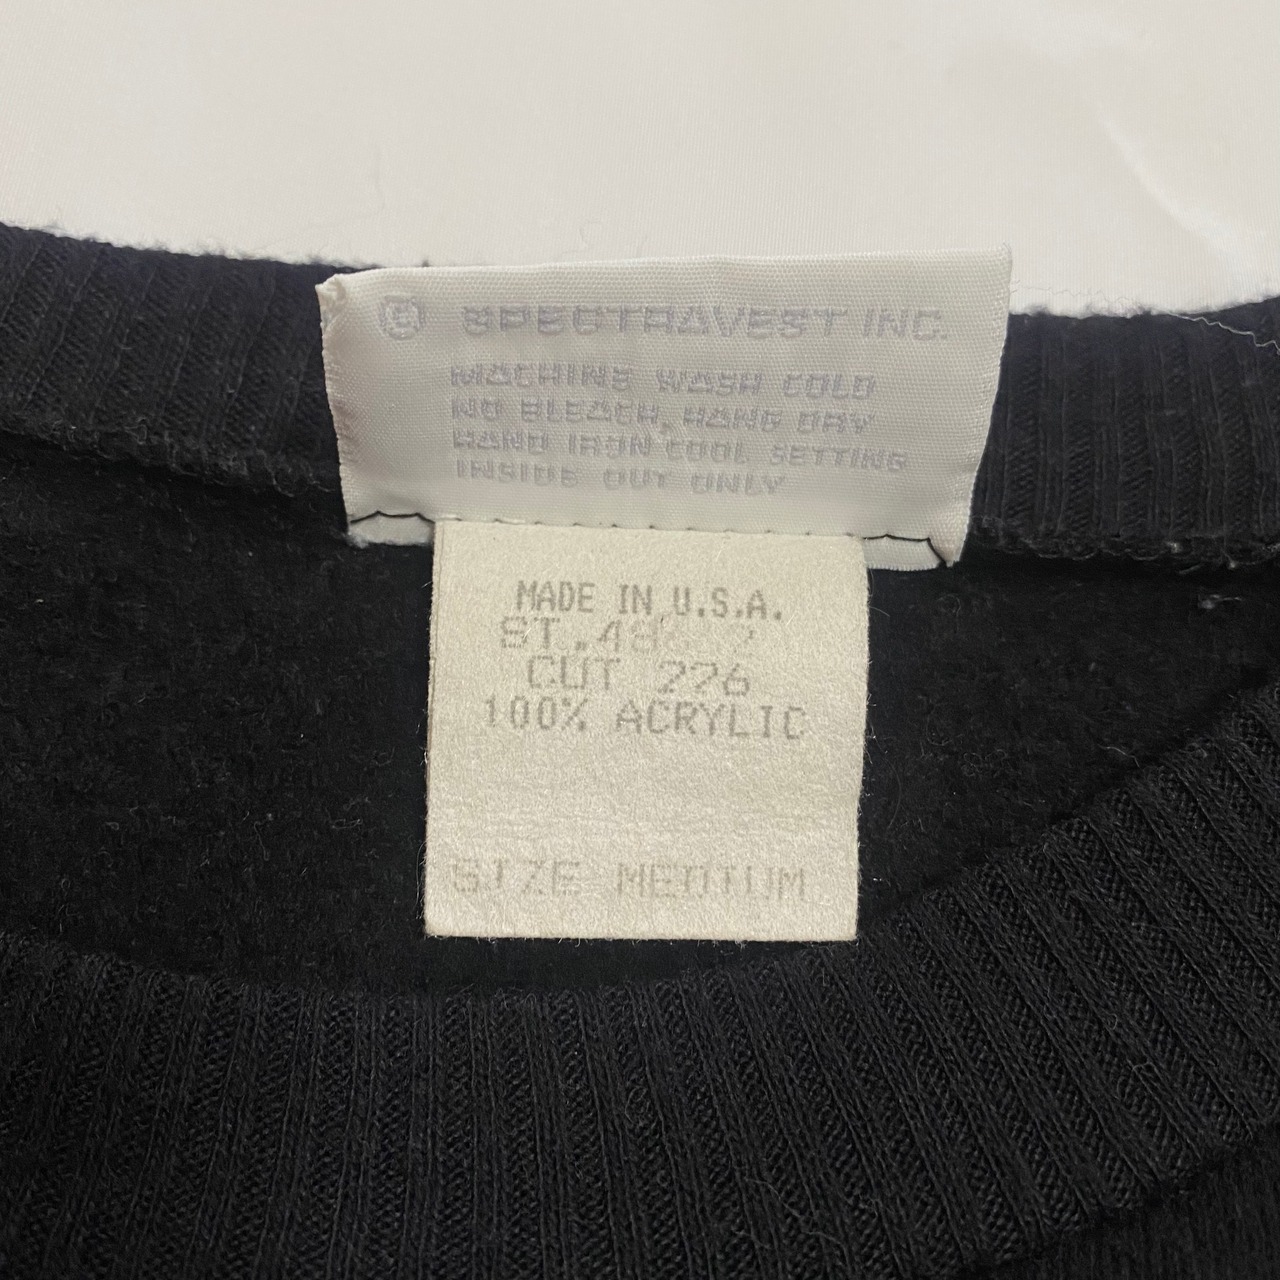 Ⓢ SPECTRAVEST INC.
MACHINE WASH COLD
NO BLEACH, HANG DRY
HAND IRON COOL SETTING
INSIDE OUT ONLY
MADE IN U.S.A.
CUT 226
100% ACRYLIC
SIZE MEDIUM